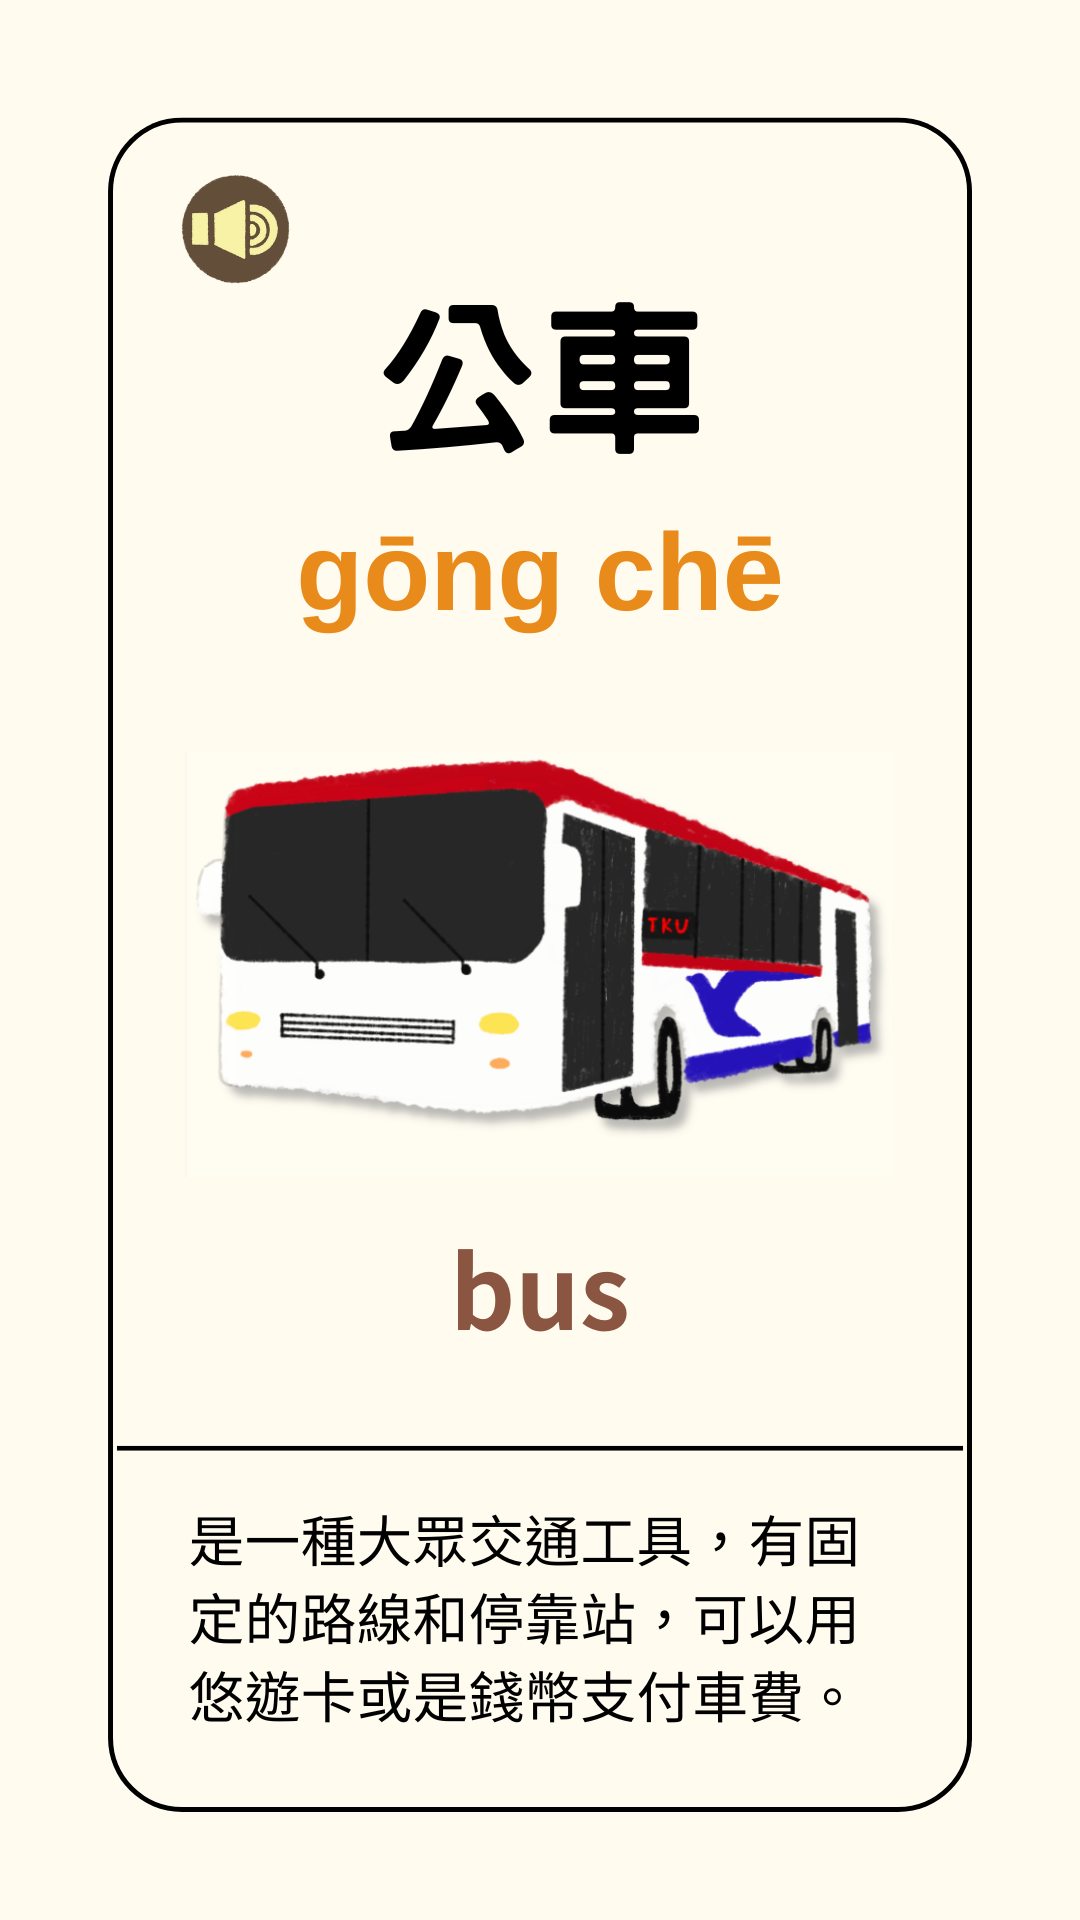 公車
gōng chē
TKU
bus
是一種大眾交通工具，有固
定的路線和停靠站，可以用
悠遊卡或是錢幣支付車費。